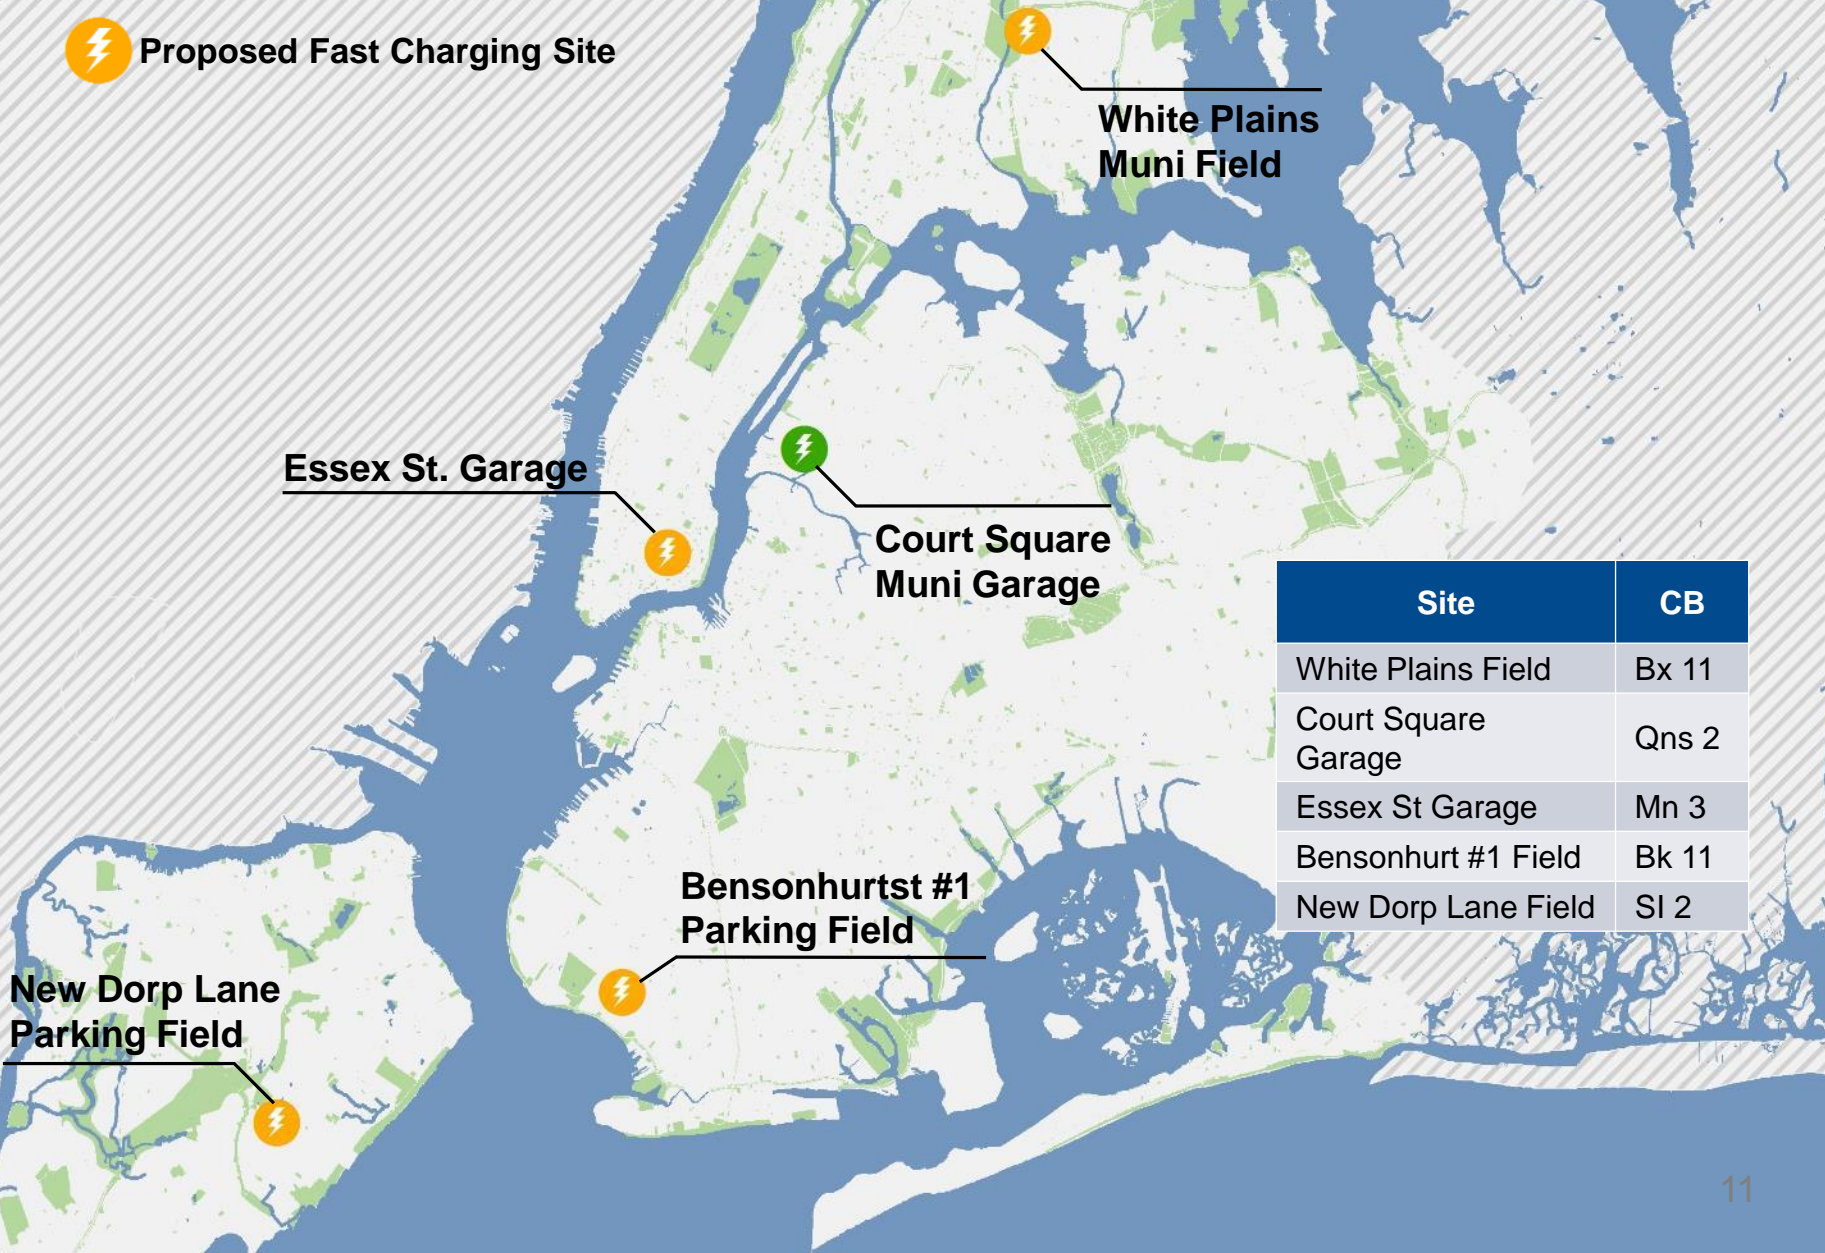 Proposed Fast Charging Site
White Plains
Muni Field
Essex St. Garage
Court Square
Muni Garage
Site CB
White Plains Field Bx 11
Court Square
Garage
Qns 2
Essex St Garage Mn 3
Bensonhurt #1 Field Bk 11
New Dorp Lane Field SI 2
Bensonhurtst #1
Parking Field
New Dorp Lane
Parking Field
11